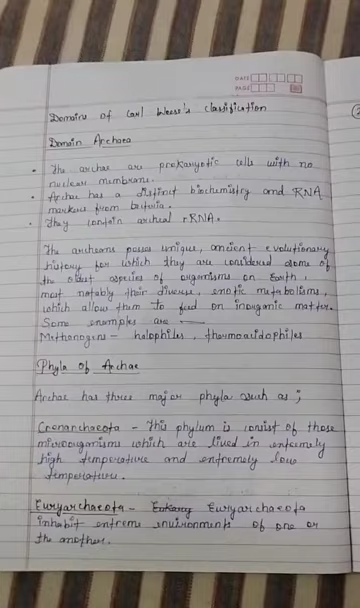 DATE
PAGE
Domains of Carl Woese's classification
Domain Archaea
• The archae are prokaryotic cells with no
nuclear membrane.
• Archae has a distinct biochemistry and RNA
markers from bacteria.
• They contain archeal rRNA.
The archeans posses unique, ancient evolutionary
history for which they are considered some of
the oldest species of organisms on Earth,
most notably their diverse, exotic metabolisms,
which allow them to feed on inorganic matter.
Some examples are
Methanogens - halophiles, thermoacidophiles
Phyla of Archae
Archae has three major phyla such as ;
Crenarchaeota - This phylum is consist of those
microorganisms which are lived in extremely
high temperature and extremely low
temperature.
Euryarchaeota - Euryarchaeota
inhabit extreme environments of one or
the another.